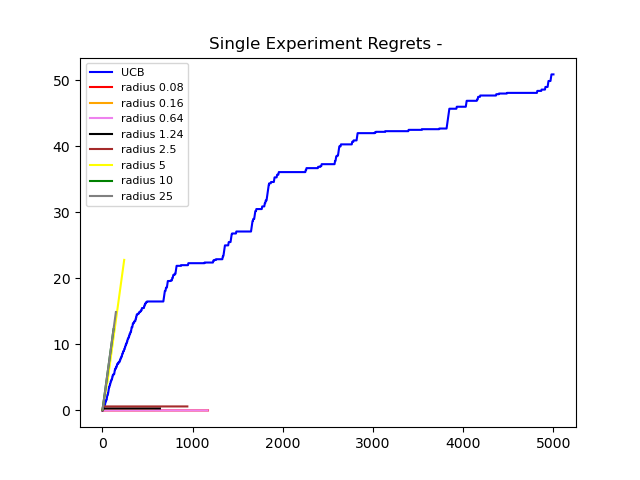 Single Experiment Regrets -
UCB
radius 0.08
radius 0.16
radius 0.64
radius 1.24
radius 2.5
radius 5
radius 10
radius 25
50
40
30
20
10
0
0 1000 2000 3000 4000 5000